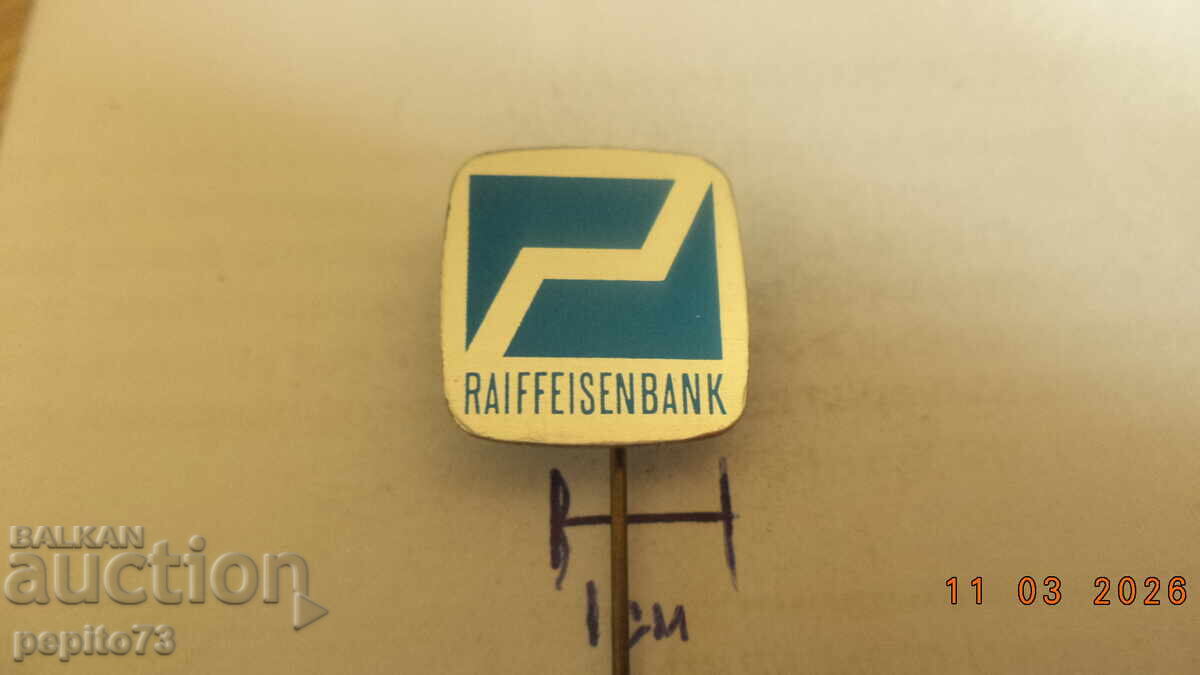 RAIFFEISENBANK
1 см
BALKAN
auction
pepito73
11 03 2026